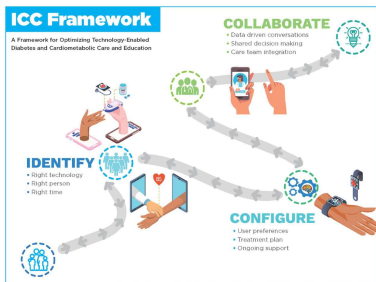 ICC Framework
A Framework for Optimizing Technology-Enabled
Diabetes and Cardiometabolic Care and Education
COLLABORATE
• Data driven conversations
• Shared decision making
• Care team integration
IDENTIFY
• Right technology
• Right person
• Right time
CONFIGURE
• User preferences
• Treatment plan
• Ongoing support